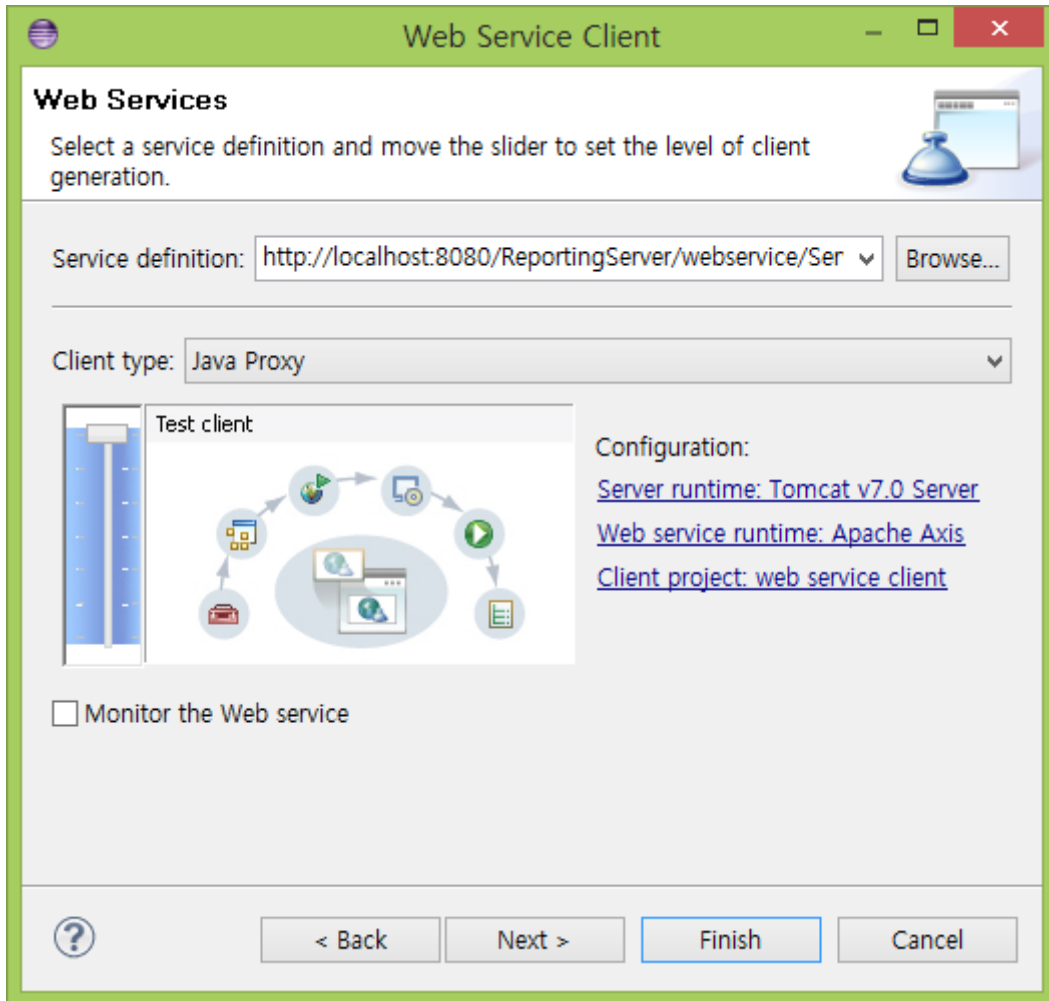 Web Service Client
Web Services
Select a service definition and move the slider to set the level of client
generation.
Service definition: http://localhost:8080/ReportingServer/webservice/Ser Browse...
Client type: Java Proxy
Test client
Configuration:
Server runtime: Tomcat v7.0 Server
Web service runtime: Apache Axis
Client project: web service client
Monitor the Web service
? < Back Next > Finish Cancel